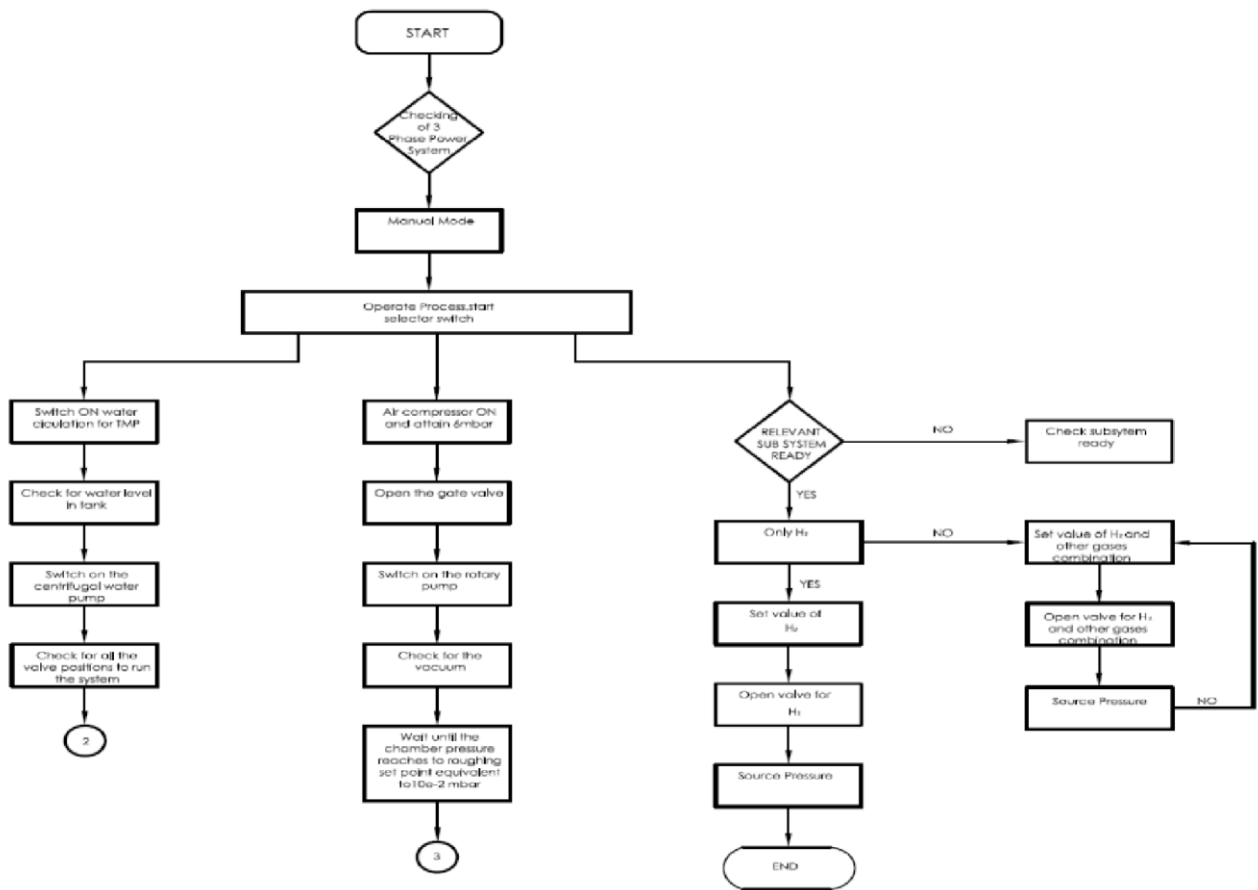 START
Checking
of 3
Phase Power
System
Manual Mode
Operate Process.start
selector switch
Switch ON water
cjculation for TMP
Check for water level
in tank
Switch on the
centrifugal water
pump
Check for all the
valve positions to run
the system
2
Air compressor ON
and attain 6mbar
Open the gate valve
Switch on the rotary
pump
Check for the
vacuum
Wait until the
chamber pressure
reaches to roughing
set point equivalent
to10e-2 mbar
3
RELEVANT
SUB SYSTEM
READY
NO
Check subsytem
ready
YES
Only H₂
NO
Set value of H₂ and
other gases
combination
YES
Set value of
H₂
Open valve for H₂
and other gases
combination
Open valve for
H₂
Source Pressure
NO
Source Pressure
END